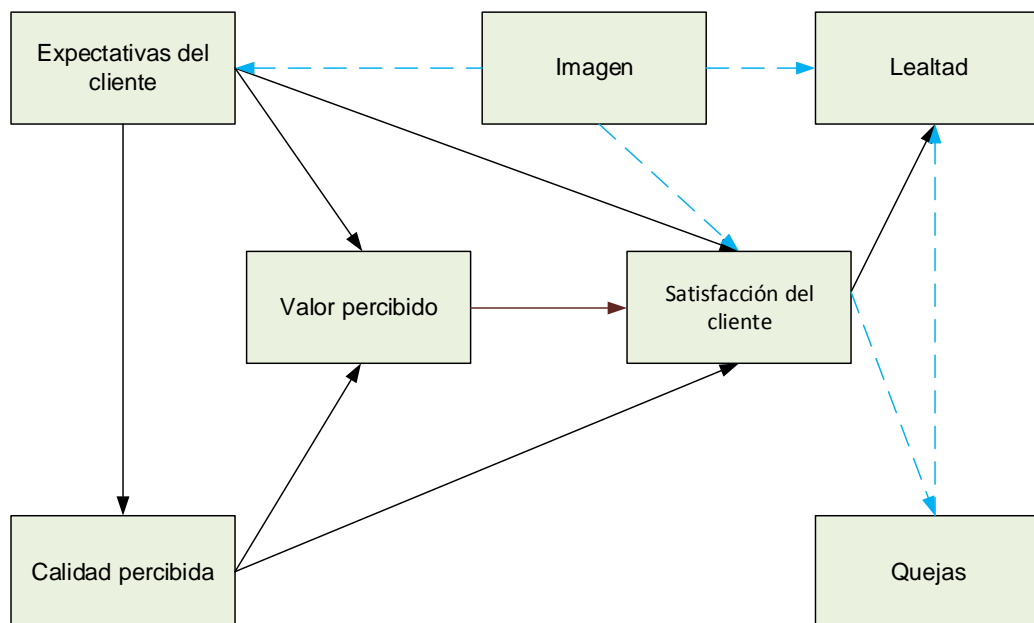 Expectativas del
cliente
Imagen
Lealtad
Valor percibido
Satisfacción del
cliente
Calidad percibida
Quejas